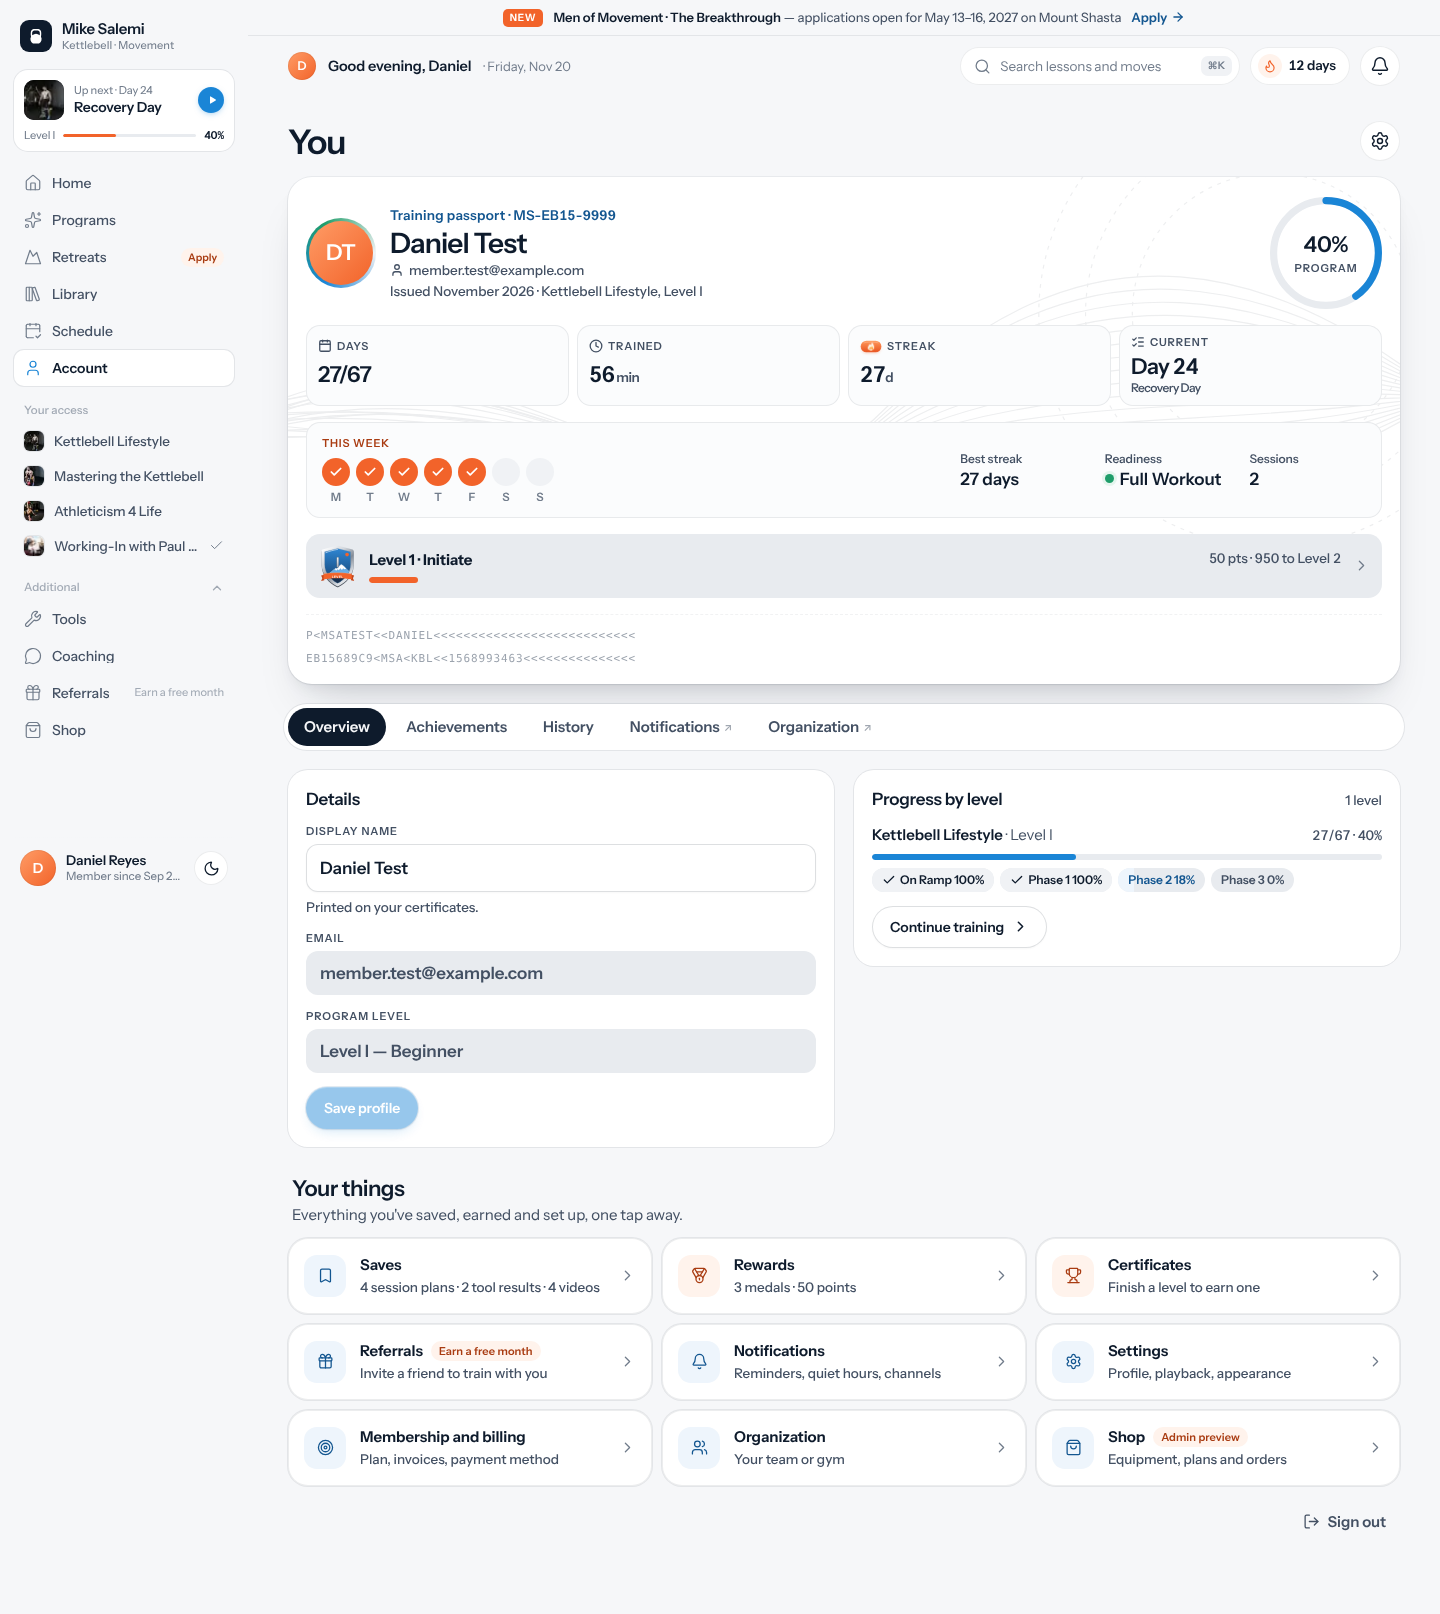 NEW Men of Movement · The Breakthrough — applications open for May 13–16, 2027 on Mount Shasta Apply →
Mike Salemi
Kettlebell · Movement
Up next · Day 24
Recovery Day
Level I 40%
Home
Programs
Retreats Apply
Library
Schedule
Account
Your access
Kettlebell Lifestyle
Mastering the Kettlebell
Athleticism 4 Life
Working-In with Paul ...
Additional
Tools
Coaching
Referrals Earn a free month
Shop
D Daniel Reyes
Member since Sep 2...
D Good evening, Daniel · Friday, Nov 20
Search lessons and moves ⌘K
12 days
You
DT
Training passport · MS-EB15-9999
Daniel Test
member.test@example.com
Issued November 2026 · Kettlebell Lifestyle, Level I
40%
PROGRAM
DAYS
27/67
TRAINED
56 min
STREAK
27 d
CURRENT
Day 24
Recovery Day
THIS WEEK
M T W T F S S
Best streak
27 days
Readiness
Full Workout
Sessions
2
Level 1 · Initiate
50 pts · 950 to Level 2
P<MSATEST<<DANIEL<<<<<<<<<<<<<<<<<<<<<<<<<<<
EB15689C9<MSA<KBL<<1568993463<<<<<<<<<<<<<<<
Overview Achievements History Notifications ↗ Organization ↗
Details
DISPLAY NAME
Daniel Test
Printed on your certificates.
EMAIL
member.test@example.com
PROGRAM LEVEL
Level I — Beginner
Save profile
Progress by level 1 level
Kettlebell Lifestyle · Level I 27/67 · 40%
On Ramp 100% Phase 1 100% Phase 2 18% Phase 3 0%
Continue training
Your things
Everything you've saved, earned and set up, one tap away.
Saves
4 session plans · 2 tool results · 4 videos
Rewards
3 medals · 50 points
Certificates
Finish a level to earn one
Referrals Earn a free month
Invite a friend to train with you
Notifications
Reminders, quiet hours, channels
Settings
Profile, playback, appearance
Membership and billing
Plan, invoices, payment method
Organization
Your team or gym
Shop Admin preview
Equipment, plans and orders
Sign out